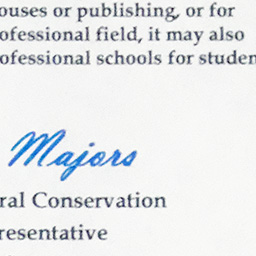 ouses or publishing, or for
ofessional field, it may also
ofessional schools for studen
Majors
ral Conservation
resentative